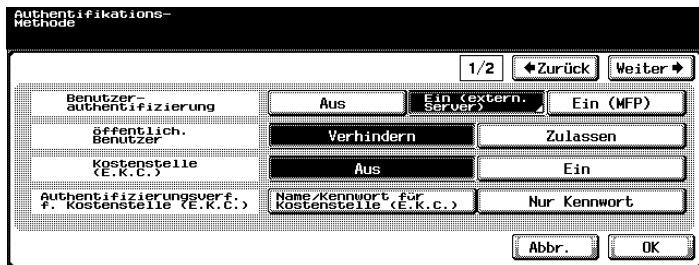 Authentifikations-
Methode
1/2
Zurück
Weiter
Benutzer-
authentifizierung
Aus
Ein (extern.
Server)
Ein (MFP)
öffentlich.
Benutzer
Verhindern
Zulassen
Kostenstelle
(E.K.C.)
Aus
Ein
Authentifizierungsverf.
f. Kostenstelle (E.K.C.)
Name/Kennwort für
Kostenstelle (E.K.C.)
Nur Kennwort
Abbr.
OK